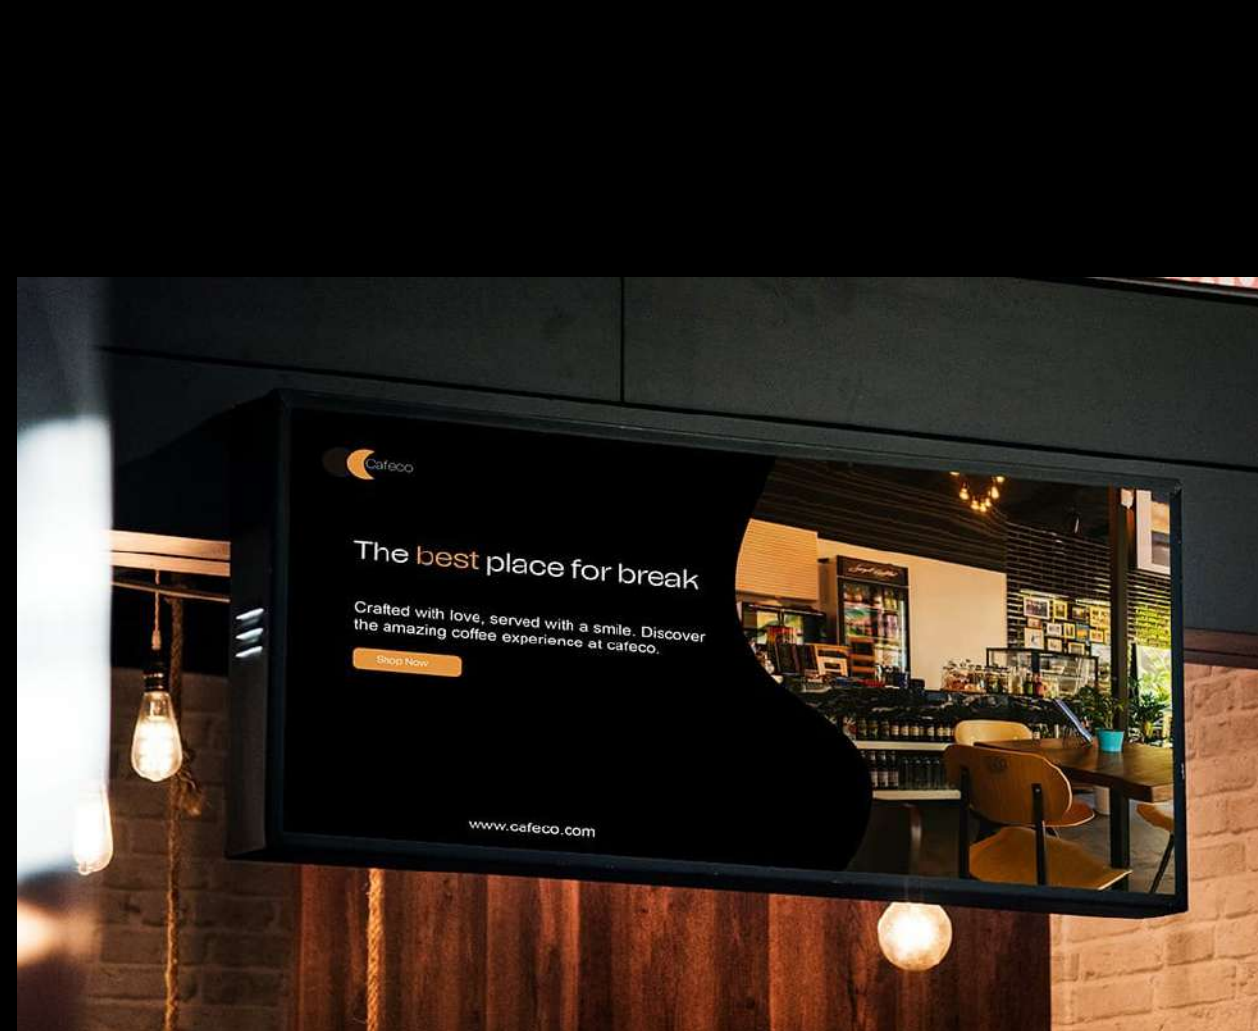 Cafeco
The best place for break
Crafted with love, served with a smile. Discover
the amazing coffee experience at cafeco.
Shop Now
www.cafeco.com